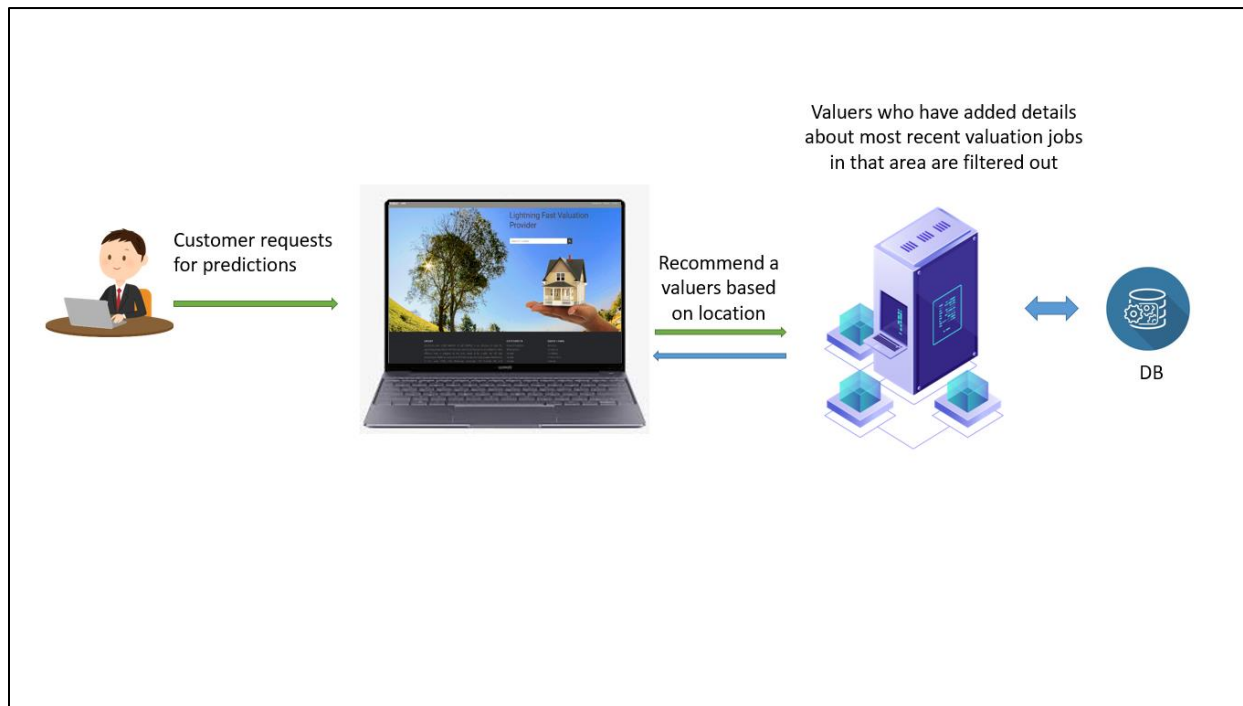 Valuers who have added details
about most recent valuation jobs
in that area are filtered out
Customer requests
for predictions
Lightning Fast Valuation
Provider
Recommend a
valuers based
on location
DB